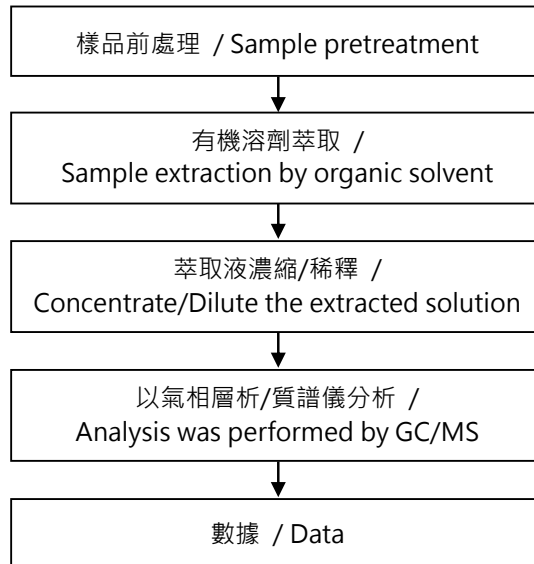 樣品前處理 / Sample pretreatment
有機溶劑萃取 /
Sample extraction by organic solvent
萃取液濃縮/稀釋 /
Concentrate/Dilute the extracted solution
以氣相層析/質譜儀分析 /
Analysis was performed by GC/MS
數據 / Data